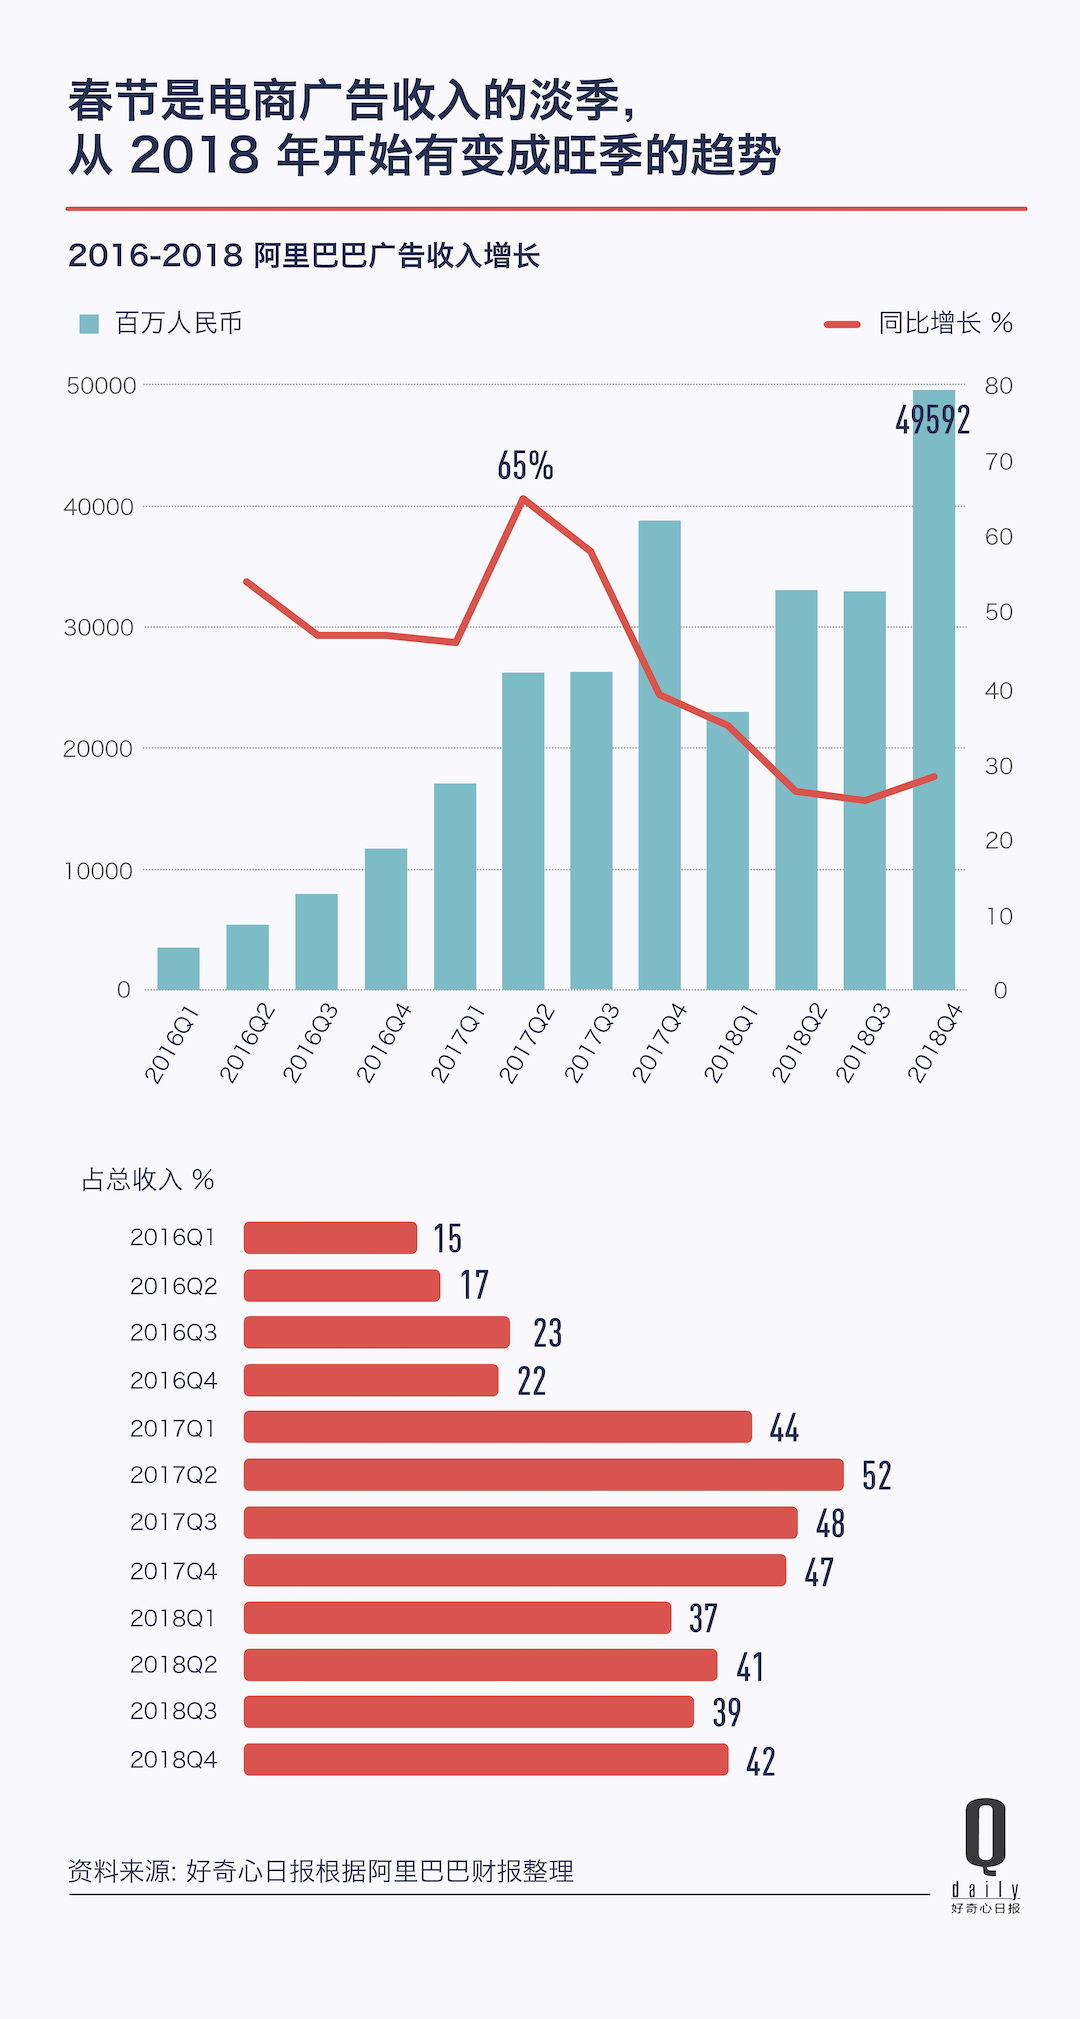 春节是电商广告收入的淡季,
从 2018 年开始有变成旺季的趋势
2016-2018 阿里巴巴广告收入增长
百万人民币
同比增长 %
50000
40000
30000
20000
10000
0
80
70
60
50
40
30
20
10
0
65%
49592
2016Q1
2016Q2
2016Q3
2016Q4
2017Q1
2017Q2
2017Q3
2017Q4
2018Q1
2018Q2
2018Q3
2018Q4
占总收入 %
2016Q1 15
2016Q2 17
2016Q3 23
2016Q4 22
2017Q1 44
2017Q2 52
2017Q3 48
2017Q4 47
2018Q1 37
2018Q2 41
2018Q3 39
2018Q4 42
资料来源: 好奇心日报根据阿里巴巴财报整理
Q
daily
好奇心日报